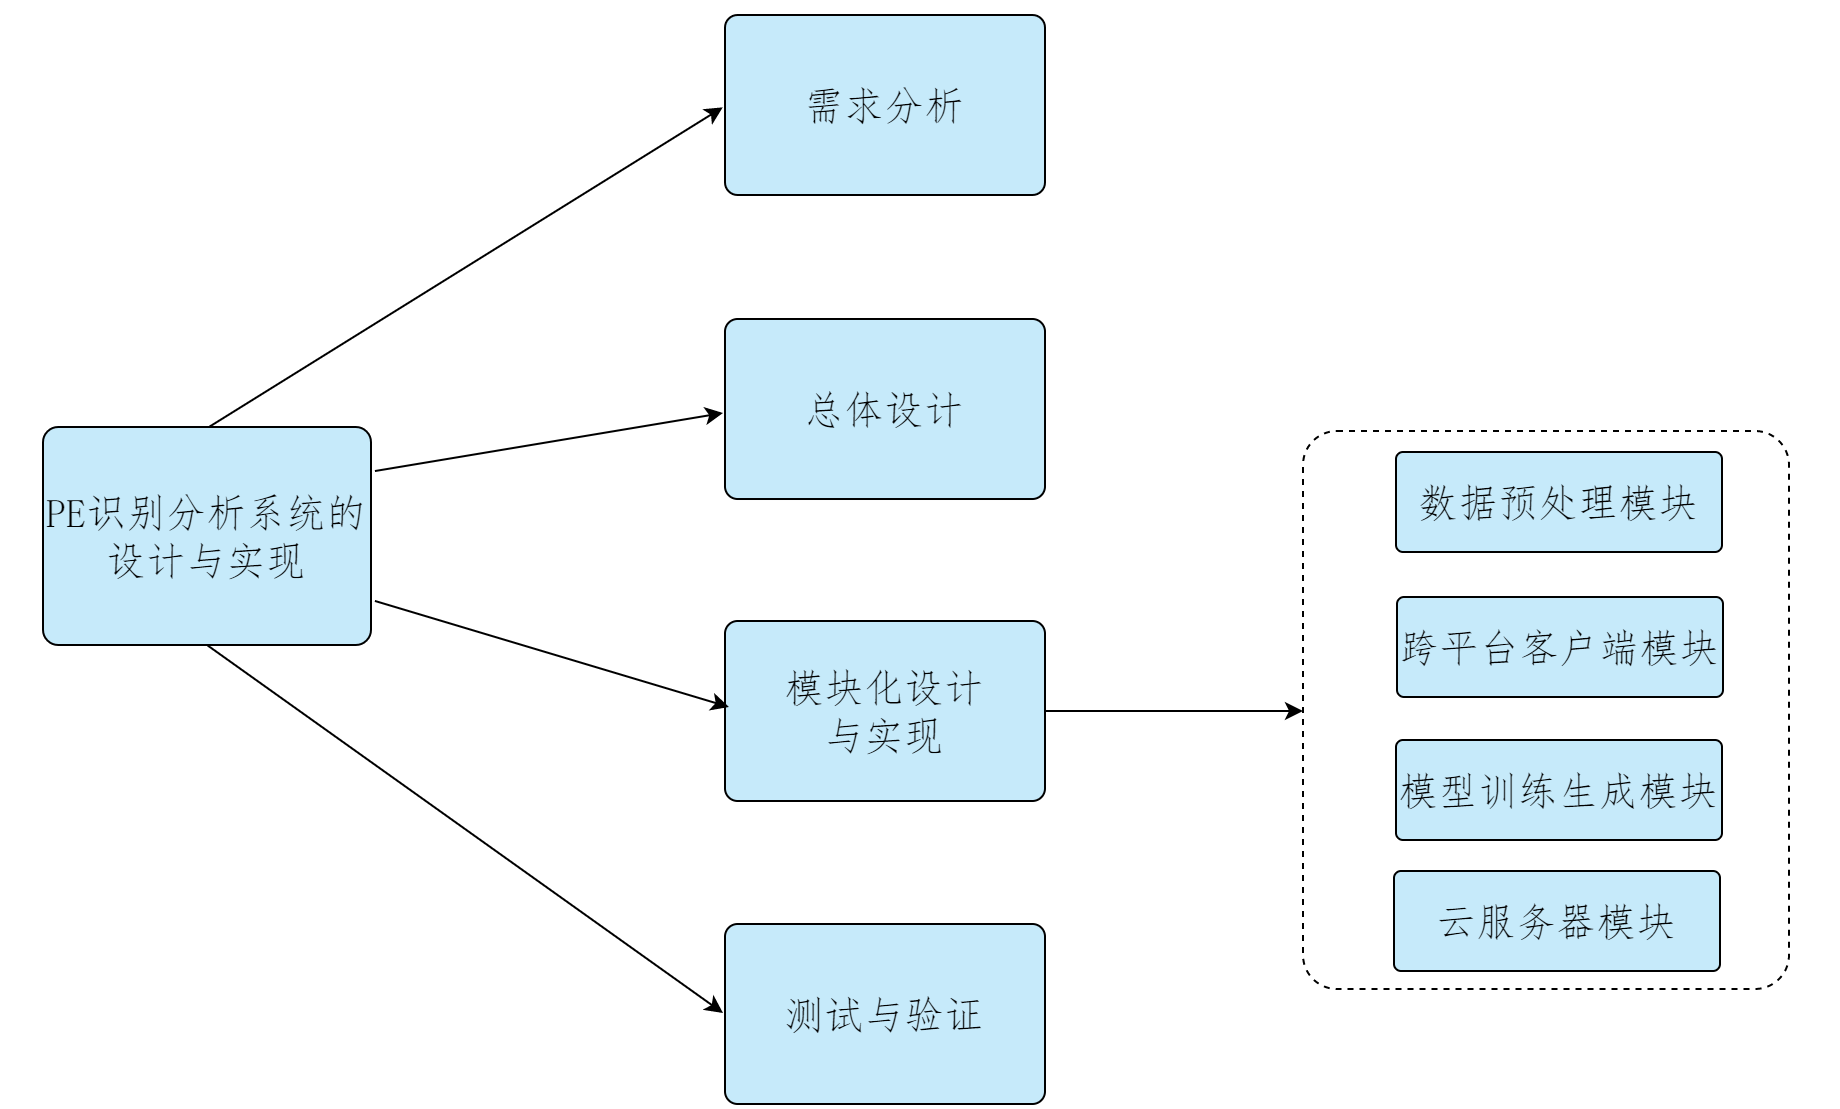 需求分析
总体设计
PE识别分析系统的
设计与实现
模块化设计
与实现
测试与验证
数据预处理模块
跨平台客户端模块
模型训练生成模块
云服务器模块